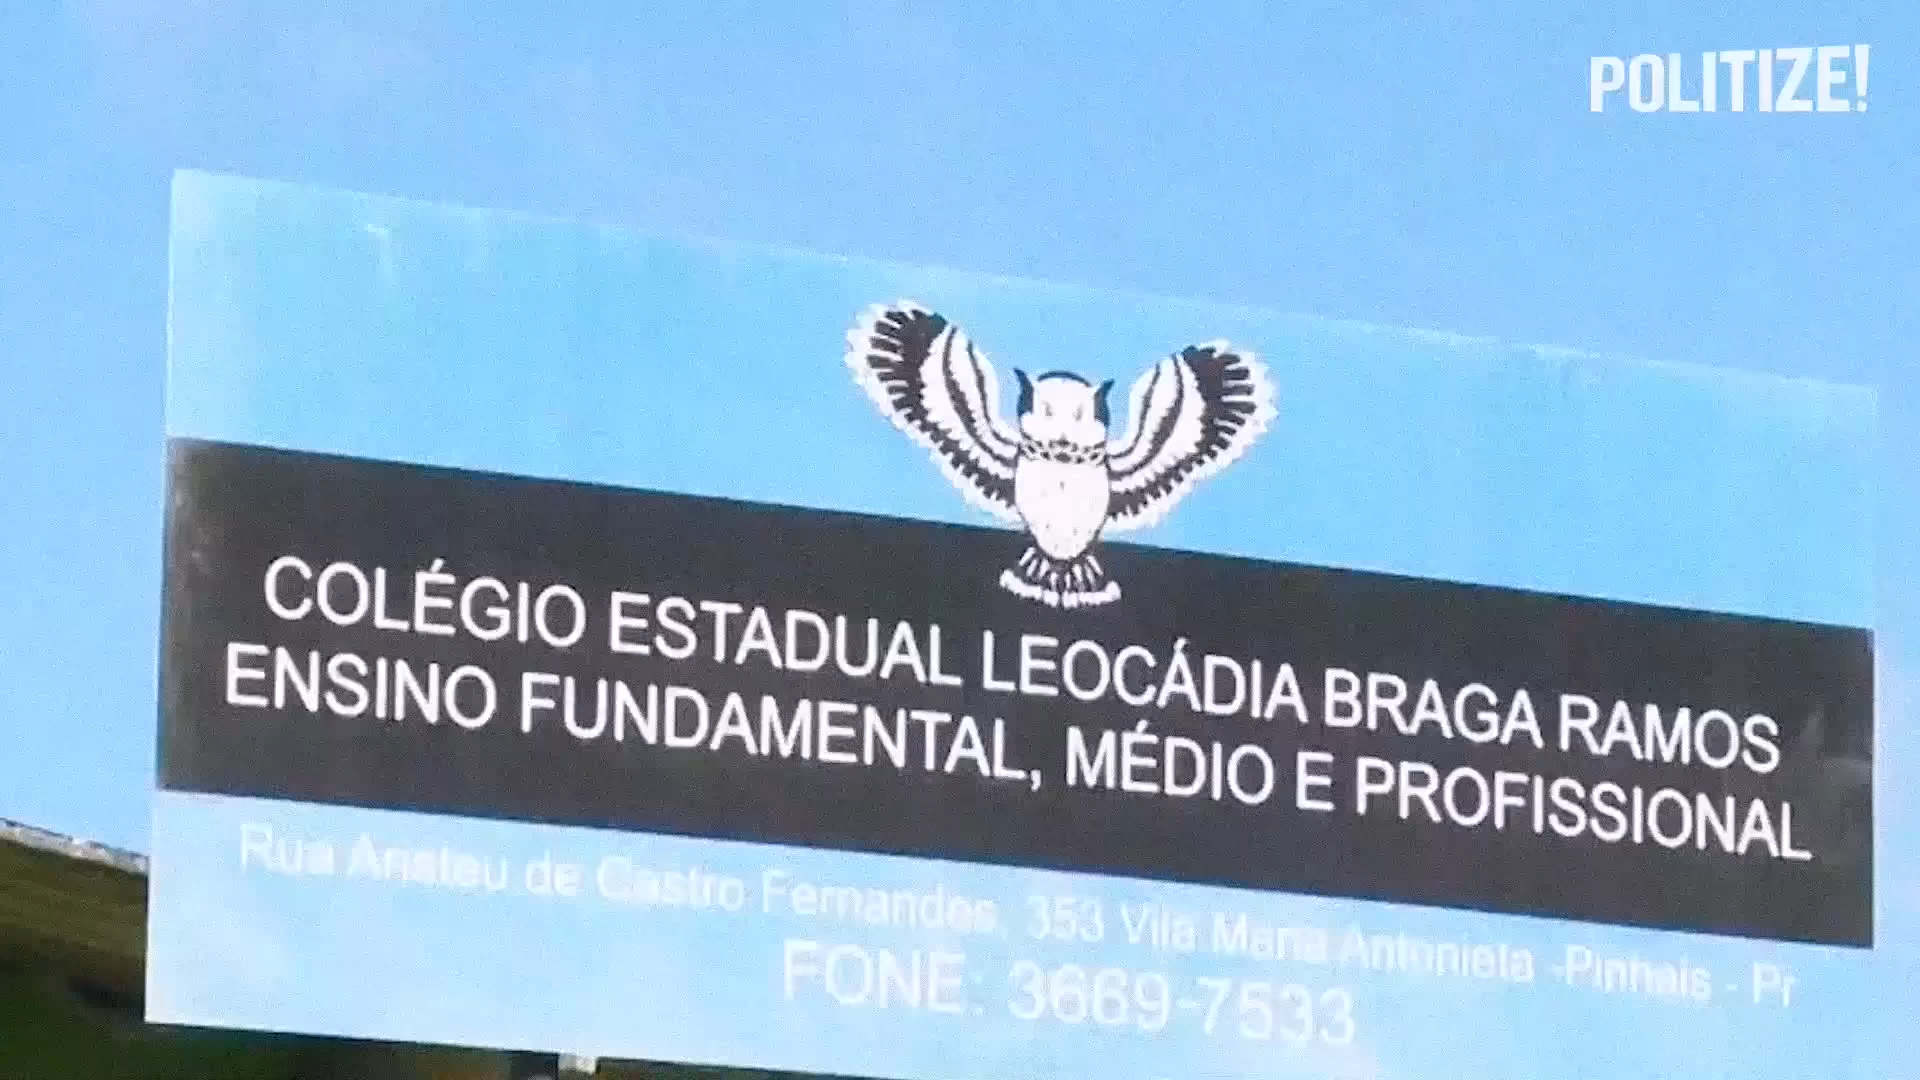 POLITIZE!
COLÉGIO ESTADUAL LEOCÁDIA BRAGA RAMOS
ENSINO FUNDAMENTAL, MÉDIO E PROFISSIONAL
Rua Aristeu de Castro Fernandes, 353 Vila Maria Antonieta -Pinhais - Pr
FONE: 3669-7533